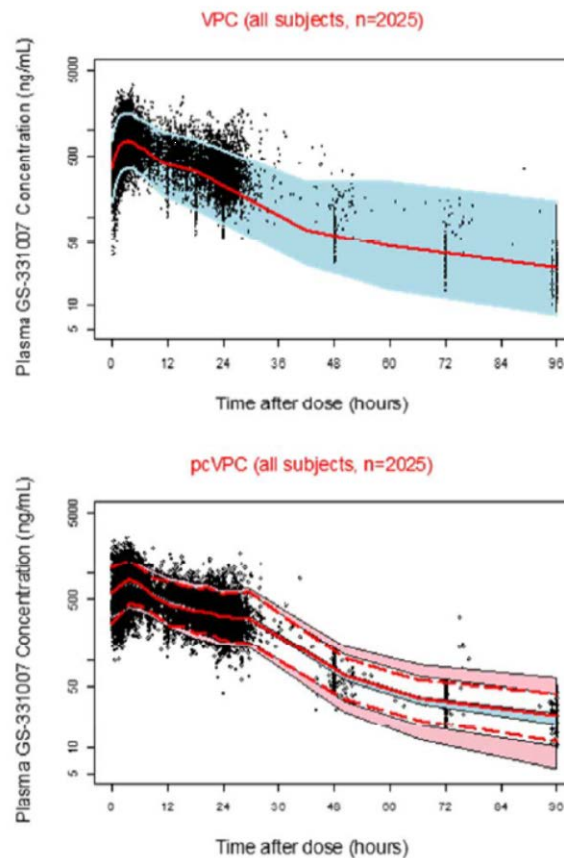 VPC (all subjects, n=2025)
Plasma GS-331007 Concentration (ng/mL)
5000
500
50
10
5
0 12 24 36 48 60 72 84 96
Time after dose (hours)
pcVPC (all subjects, n=2025)
Plasma GS-331007 Concentration (ng/mL)
5000
500
50
10
5
0 12 24 36 48 60 72 84 96
Time after dose (hours)